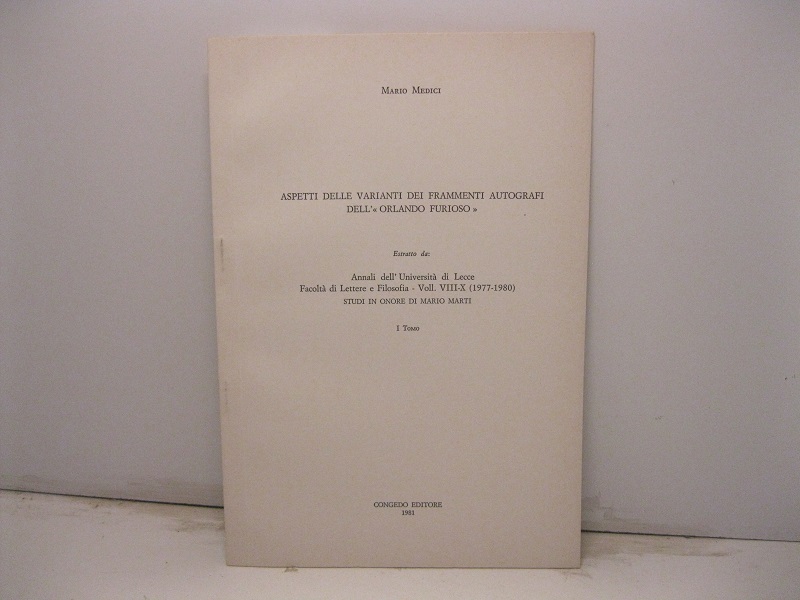 Mario Medici
ASPETTI DELLE VARIANTI DEI FRAMMENTI AUTOGRAFI
DELL'« ORLANDO FURIOSO »
Estratto da:
Annali dell'Università di Lecce
Facoltà di Lettere e Filosofia - Voll. VIII-X (1977-1980)
STUDI IN ONORE DI MARIO MARTI
I Tomo
CONGEDO EDITORE
1981